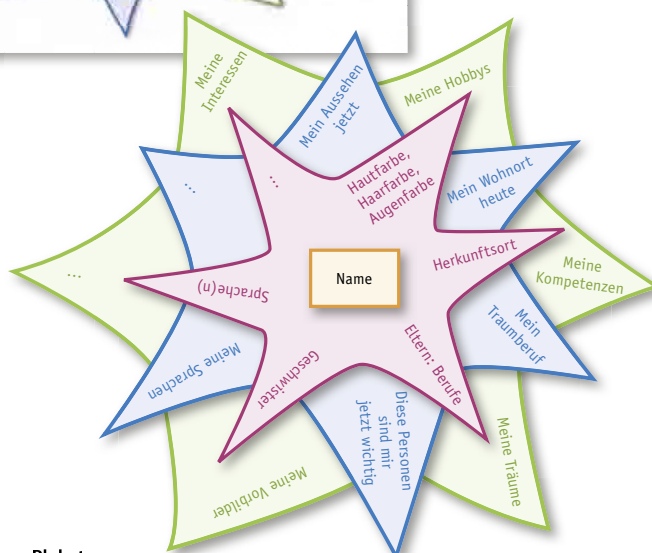 Meine
Interessen
Mein Aussehen
jetzt
Meine Hobbys
...
...
Hautfarbe,
Haarfarbe,
Augenfarbe
Mein Wohnort
heute
Herkunftsort
Meine
Kompetenzen
...
Sprache(n)
Name
Mein
Traumberuf
Eltern: Berufe
Meine Sprachen
Geschwister
Diese Personen
sind mir
jetzt wichtig
Meine Träume
Meine Vorbilder